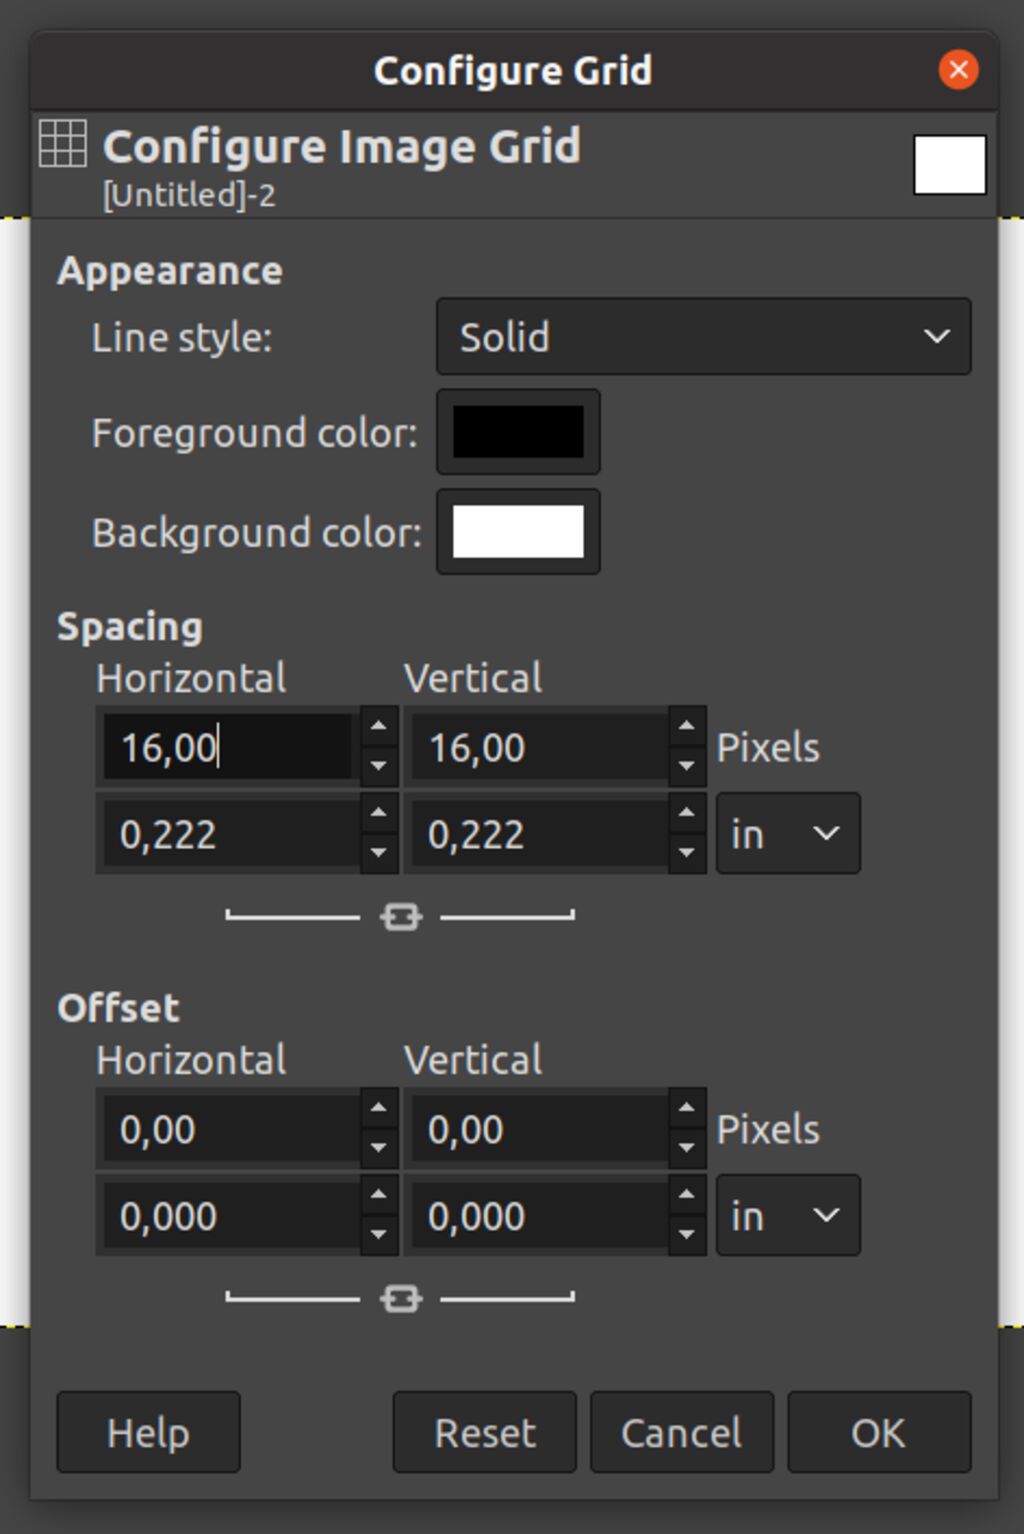 Configure Grid
Configure Image Grid
[Untitled]-2
Appearance
Line style: Solid
Foreground color:
Background color:
Spacing
Horizontal Vertical
16,00 16,00 Pixels
0,222 0,222 in
Offset
Horizontal Vertical
0,00 0,00 Pixels
0,000 0,000 in
Help Reset Cancel OK